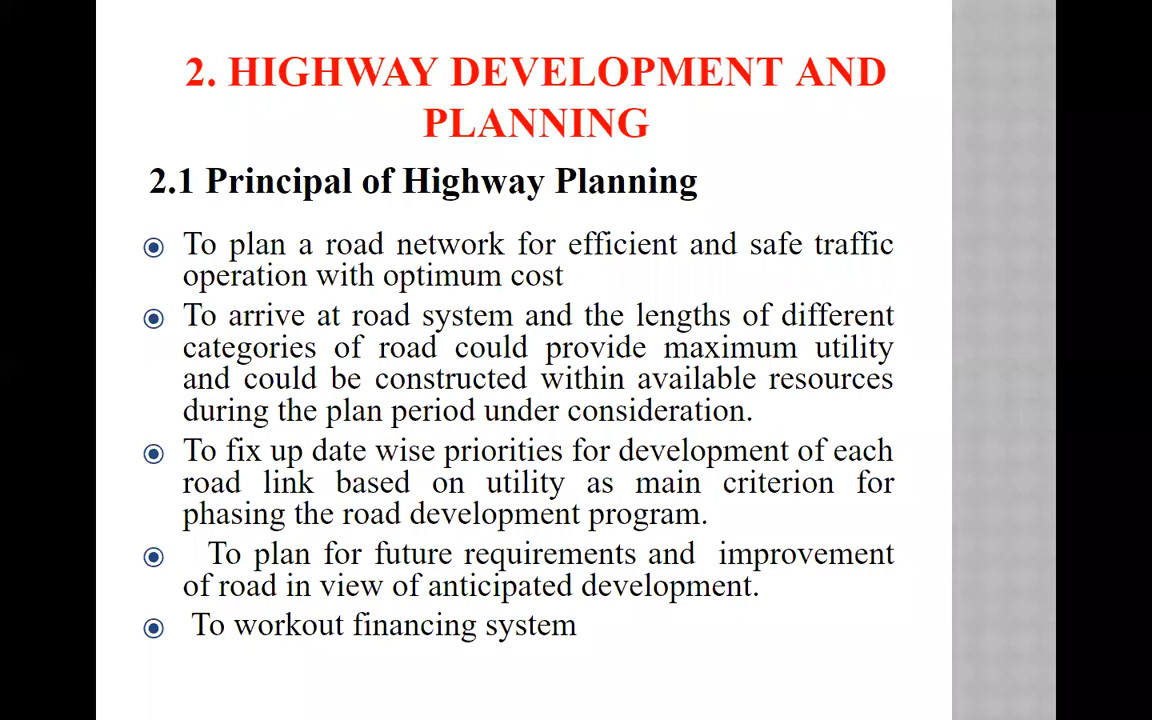 2. HIGHWAY DEVELOPMENT AND
PLANNING
2.1 Principal of Highway Planning
To plan a road network for efficient and safe traffic
operation with optimum cost
To arrive at road system and the lengths of different
categories of road could provide maximum utility
and could be constructed within available resources
during the plan period under consideration.
To fix up date wise priorities for development of each
road link based on utility as main criterion for
phasing the road development program.
To plan for future requirements and improvement
of road in view of anticipated development.
To workout financing system